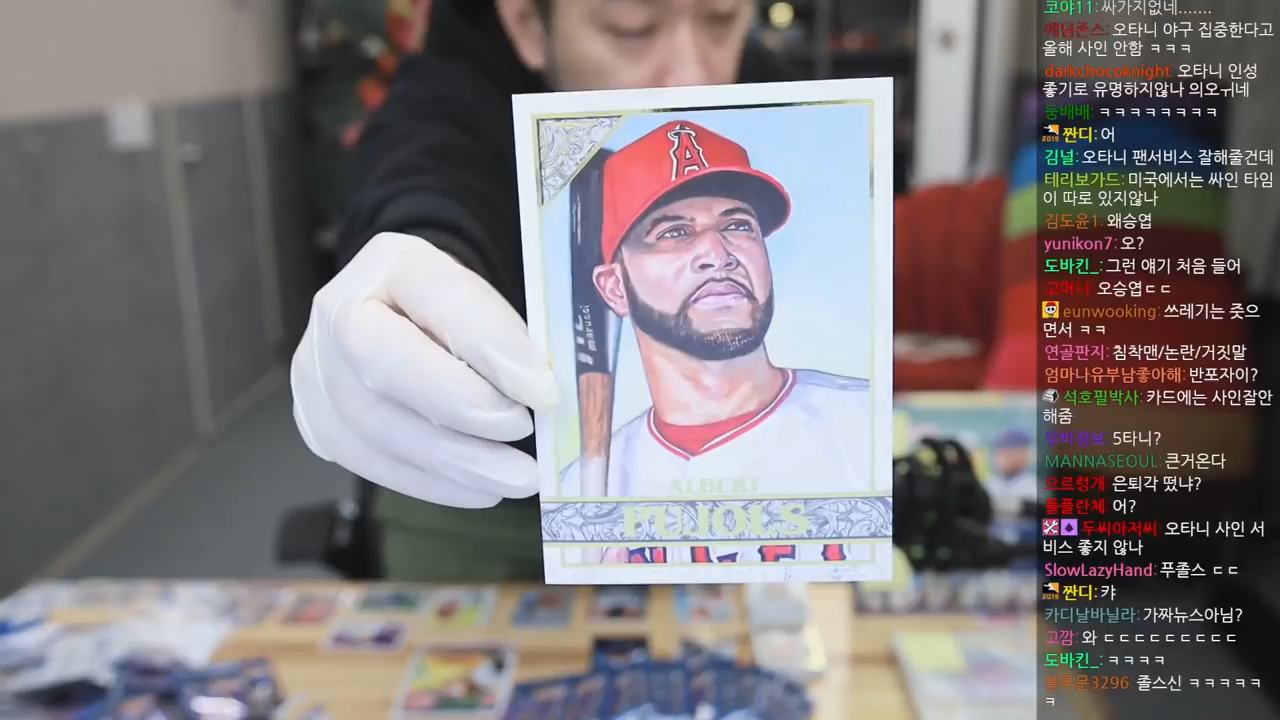 A
marucci
ALBERT
PUJOLS
코야11: 싸가지없네.......
에덤존스: 오타니 야구 집중한다고
올해 사인 안함 ㅋㅋㅋ
darkchocoknight: 오타니 인성
좋기로 유명하지않나 의오ㅟ네
둥배배: ㅋㅋㅋㅋㅋㅋㅋㅋ
짠디: 어
김널: 오타니 팬서비스 잘해줄건데
테리보가드: 미국에서는 싸인 타임
이 따로 있지않나
김도윤1: 왜승엽
yunikon7: 오?
도바킨_: 그런 얘기 처음 들어
고머니: 오승엽ㄷㄷ
eunwooking: 쓰레기는 줏으
면서 ㅋㅋ
연골판지: 침착맨/논란/거짓말
엄마나유부남좋아해: 반포자이?
석호필박사: 카드에는 사인잘안
해줌
5타니?
MANNASEOUL: 큰거온다
오르렁개: 은퇴각 떴냐?
플플란체: 어?
두씨아저씨: 오타니 사인 서
비스 좋지 않나
SlowLazyHand: 푸졸스 ㄷㄷ
짠디: 캬
카디날바닐라: 가짜뉴스아님?
고깜: 와 ㄷㄷㄷㄷㄷㄷㄷㄷㄷ
도바킨_: ㅋㅋㅋㅋ
졸스신 ㅋㅋㅋㅋㅋ
ㅋ